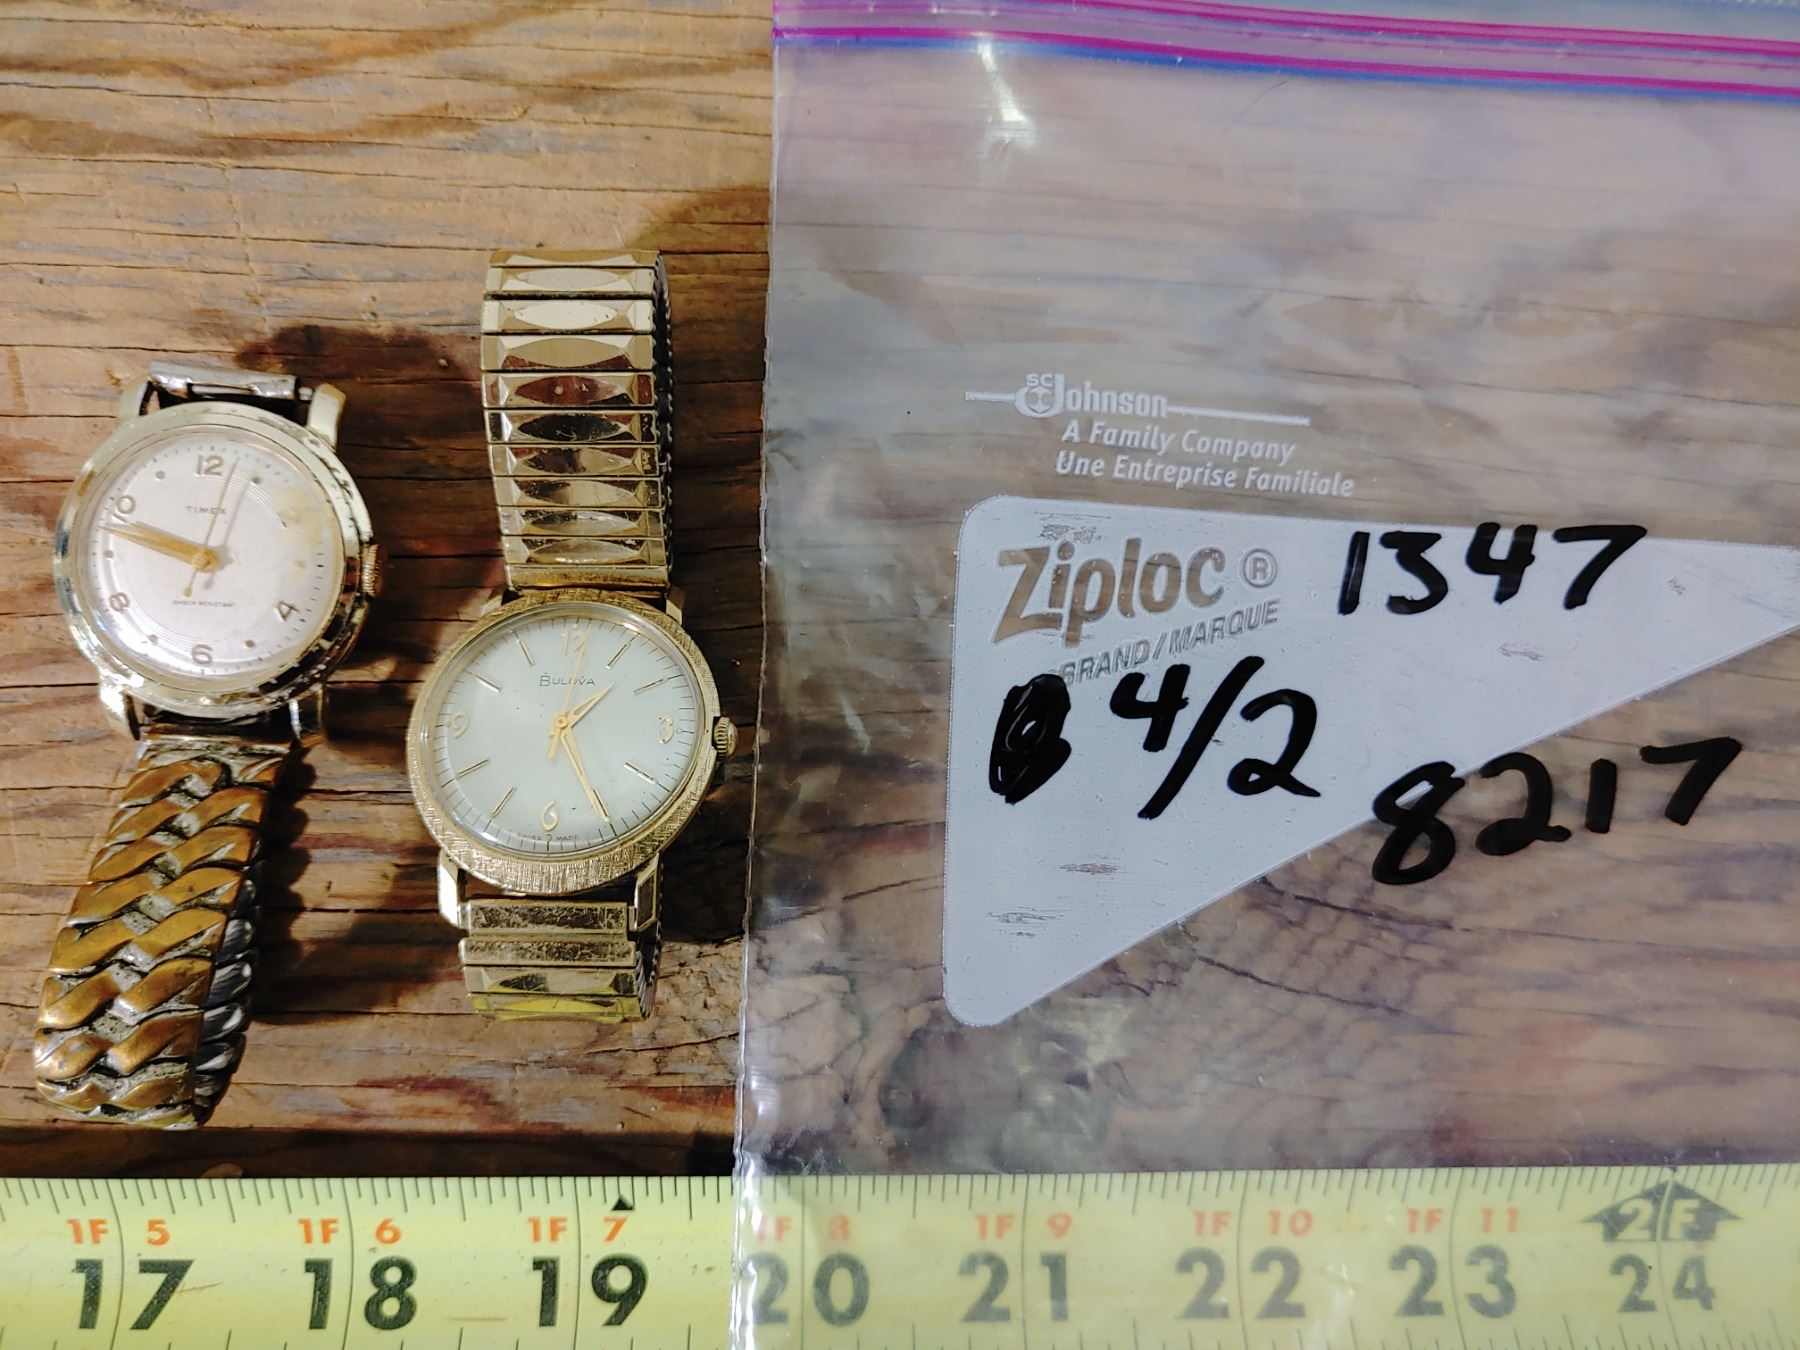 12
10
TIMEX
8
4
SHOCK RESISTANT
6
12
BULOVA
9
3
6
SWISS MADE
SC Johnson
A Family Company
Une Entreprise Familiale
Ziploc ®
BRAND/MARQUE
1347
4/2
8217
1F 5 1F 6 1F 7 1F 8 1F 9 1F 10 1F 11 2F
17 18 19 20 21 22 23 24